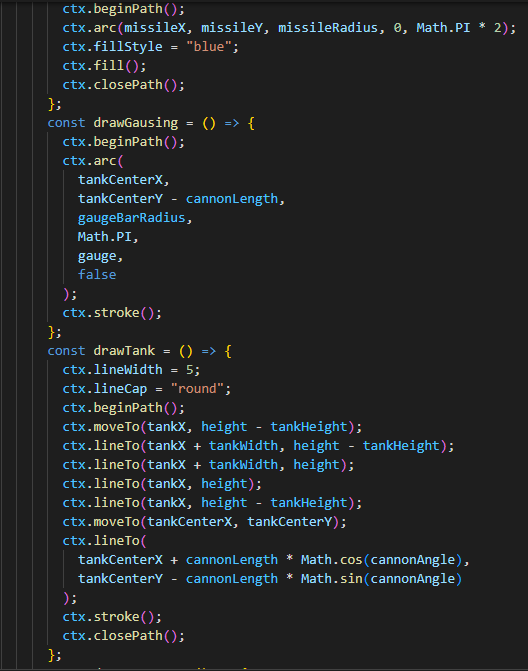 ctx.beginPath();
ctx.arc(missileX, missileY, missileRadius, 0, Math.PI * 2);
ctx.fillStyle = "blue";
ctx.fill();
ctx.closePath();
};
const drawGausing = () => {
ctx.beginPath();
ctx.arc(
tankCenterX,
tankCenterY - cannonLength,
gaugeBarRadius,
Math.PI,
gauge,
false
);
ctx.stroke();
};
const drawTank = () => {
ctx.lineWidth = 5;
ctx.lineCap = "round";
ctx.beginPath();
ctx.moveTo(tankX, height - tankHeight);
ctx.lineTo(tankX + tankWidth, height - tankHeight);
ctx.lineTo(tankX + tankWidth, height);
ctx.lineTo(tankX, height);
ctx.lineTo(tankX, height - tankHeight);
ctx.moveTo(tankCenterX, tankCenterY);
ctx.lineTo(
tankCenterX + cannonLength * Math.cos(cannonAngle),
tankCenterY - cannonLength * Math.sin(cannonAngle)
);
ctx.stroke();
ctx.closePath();
};